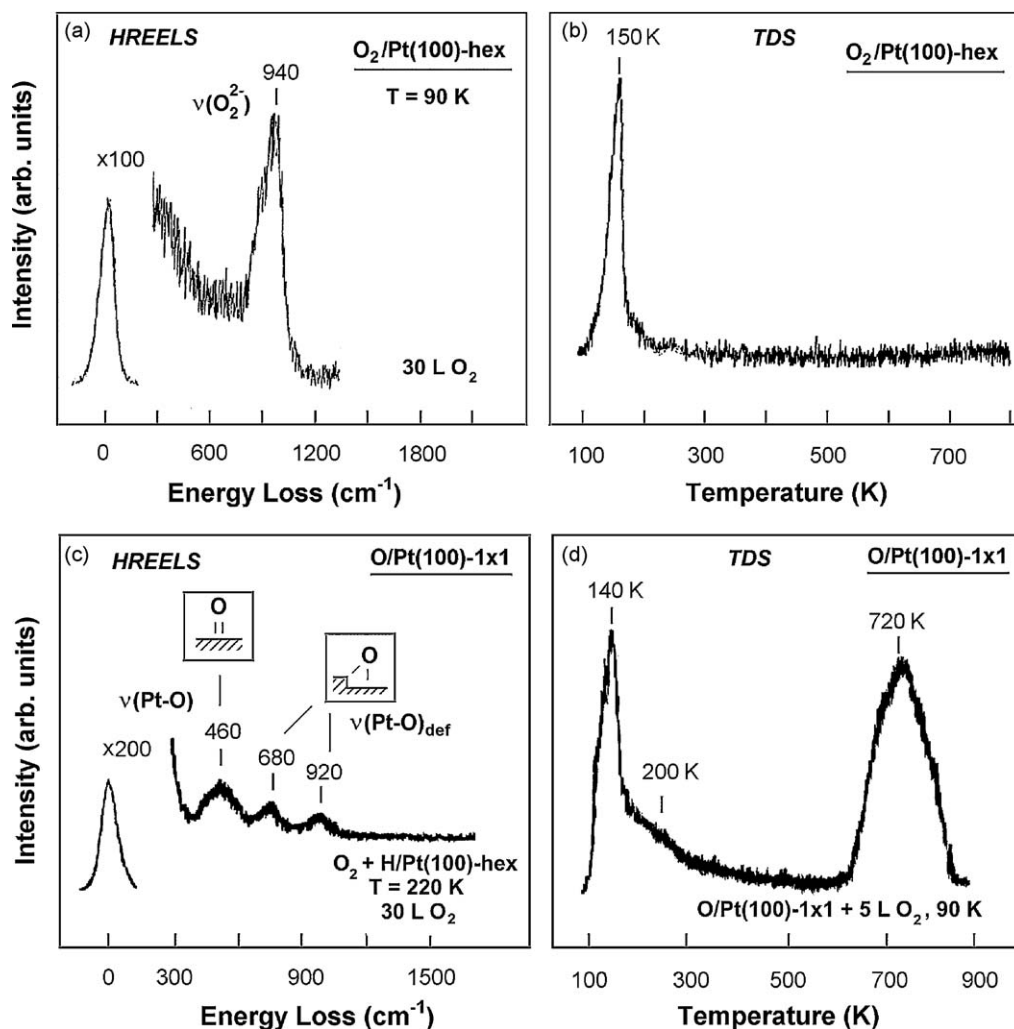 (a) HREELS
O₂/Pt(100)-hex
T = 90 K
ν(O₂²⁻)
940
x100
30 L O₂
Intensity (arb. units)
0 600 1200 1800
Energy Loss (cm⁻¹)
(b) TDS
150 K
O₂/Pt(100)-hex
100 300 500 700
Temperature (K)
(c) HREELS
O/Pt(100)-1x1
O
O
ν(Pt-O)
ν(Pt-O)def
460
680
920
x200
O₂ + H/Pt(100)-hex
T = 220 K
30 L O₂
Intensity (arb. units)
0 300 900 1500
Energy Loss (cm⁻¹)
(d) TDS
O/Pt(100)-1x1
140 K
720 K
200 K
O/Pt(100)-1x1 + 5 L O₂, 90 K
100 300 500 700 900
Temperature (K)